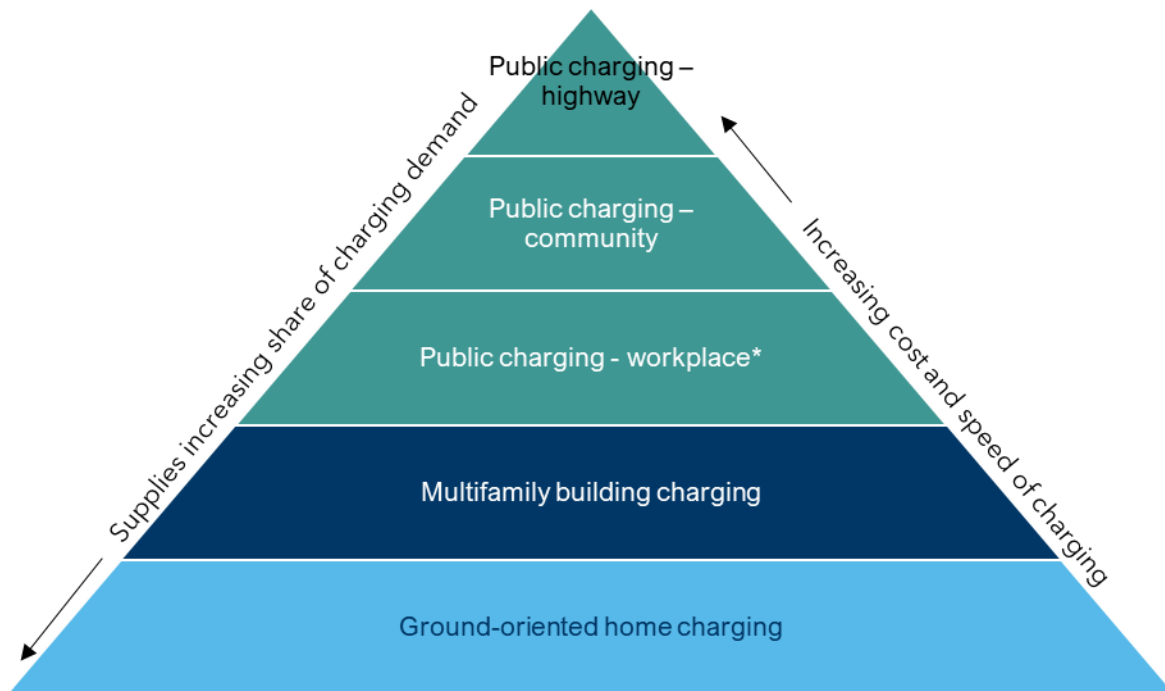 Public charging –
highway
Supplies increasing share of charging demand
Increasing cost and speed of charging
Public charging –
community
Public charging - workplace*
Multifamily building charging
Ground-oriented home charging